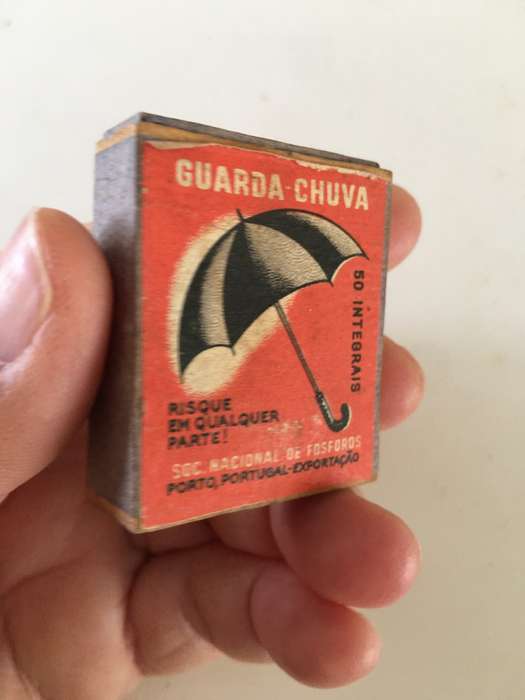 GUARDA-CHUVA
50 INTEGRAIS
RISQUE
EM QUALQUER
PARTE!
SOC. NACIONAL DE FOSFOROS
PORTO, PORTUGAL-EXPORTAÇÃO